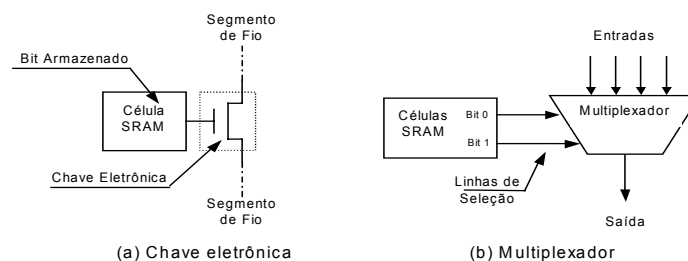 Segmento
de Fio
Bit Armazenado
Célula
SRAM
Chave Eletrônica
Segmento
de Fio
(a) Chave eletrônica
Entradas
Células
SRAM
Bit 0
Bit 1
Multiplexador
Linhas de
Seleção
Saída
(b) Multiplexador